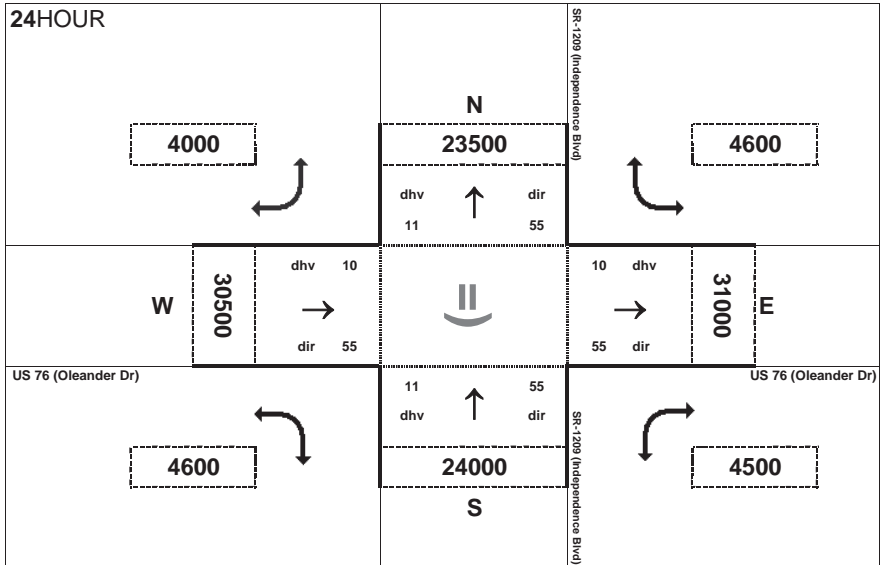 24HOUR
SR-1209 (Independence Blvd)
N
4000
23500
4600
dhv
dir
11
55
dhv 10
10 dhv
W
30500
31000
E
dir 55
55 dir
US 76 (Oleander Dr)
US 76 (Oleander Dr)
11
55
dhv
dir
SR-1209 (Independence Blvd)
4600
24000
4500
S